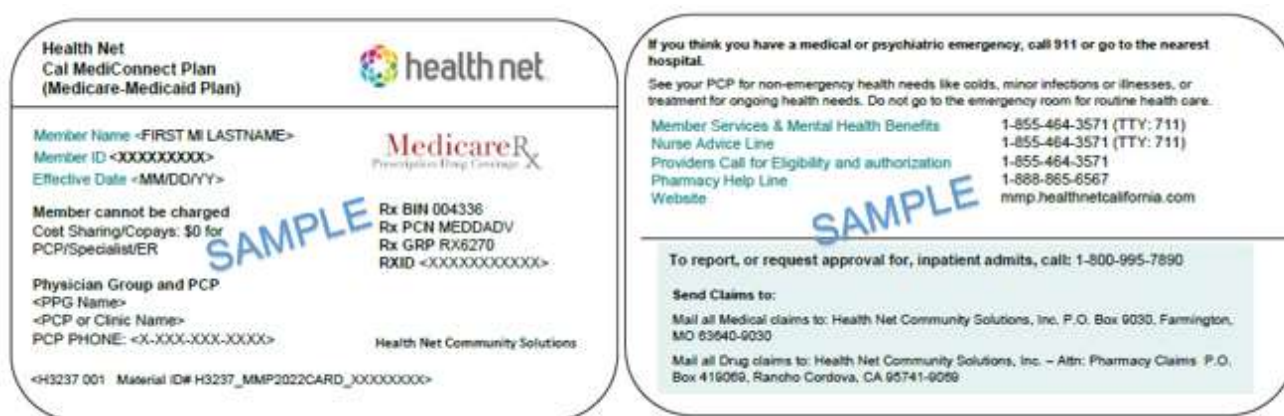 Health Net
Cal MediConnect Plan
(Medicare-Medicaid Plan)
health net
Member Name <FIRST MI LASTNAME>
Member ID <XXXXXXXXX>
Effective Date <MM/DD/YY>
MedicareRx
Prescription Drug Coverage
Member cannot be charged
Cost Sharing/Copays: $0 for
PCP/Specialist/ER
SAMPLE
Rx BIN 004336
Rx PCN MEDDADV
Rx GRP RX6270
RXID <XXXXXXXXXXX>
Physician Group and PCP
<PPG Name>
<PCP or Clinic Name>
PCP PHONE: <X-XXX-XXX-XXXX>
Health Net Community Solutions
<H3237 001 Material ID# H3237_MMP2022CARD_XXXXXXXX>
If you think you have a medical or psychiatric emergency, call 911 or go to the nearest
hospital.
See your PCP for non-emergency health needs like colds, minor infections or illnesses, or
treatment for ongoing health needs. Do not go to the emergency room for routine health care.
Member Services & Mental Health Benefits 1-855-464-3571 (TTY: 711)
Nurse Advice Line 1-855-464-3571 (TTY: 711)
Providers Call for Eligibility and authorization 1-855-464-3571
Pharmacy Help Line 1-888-865-6567
Website mmp.healthnetcalifornia.com
SAMPLE
To report, or request approval for, inpatient admits, call: 1-800-995-7890
Send Claims to:
Mail all Medical claims to: Health Net Community Solutions, Inc. P.O. Box 9030, Farmington,
MO 63640-9030
Mail all Drug claims to: Health Net Community Solutions, Inc. – Attn: Pharmacy Claims P.O.
Box 419069, Rancho Cordova, CA 95741-9069